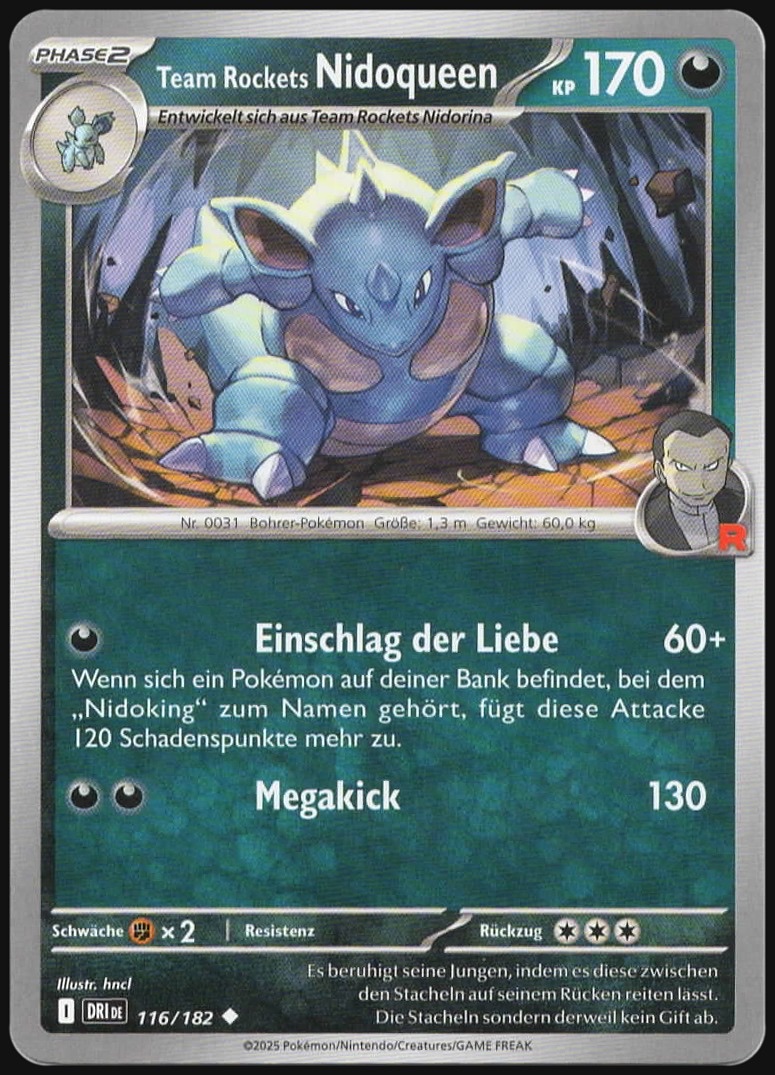 PHASE2
Team Rockets Nidoqueen KP 170
Entwickelt sich aus Team Rockets Nidorina
R
Nr. 0031 Bohrer-Pokémon Größe: 1,3 m Gewicht: 60,0 kg
Einschlag der Liebe 60+
Wenn sich ein Pokémon auf deiner Bank befindet, bei dem
„Nidoking“ zum Namen gehört, fügt diese Attacke
120 Schadenspunkte mehr zu.
Megakick 130
Schwäche x2 Resistenz Rückzug
Illustr. hncl
Es beruhigt seine Jungen, indem es diese zwischen
den Stacheln auf seinem Rücken reiten lässt.
Die Stacheln sondern derweil kein Gift ab.
I DRI DE 116/182
©2025 Pokémon/Nintendo/Creatures/GAME FREAK